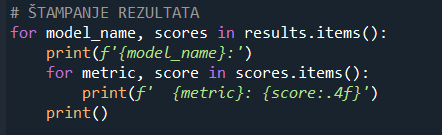 # ŠTAMPANJE REZULTATA
for model_name, scores in results.items():
    print(f'{model_name}:')
    for metric, score in scores.items():
        print(f'  {metric}: {score:.4f}')
    print()